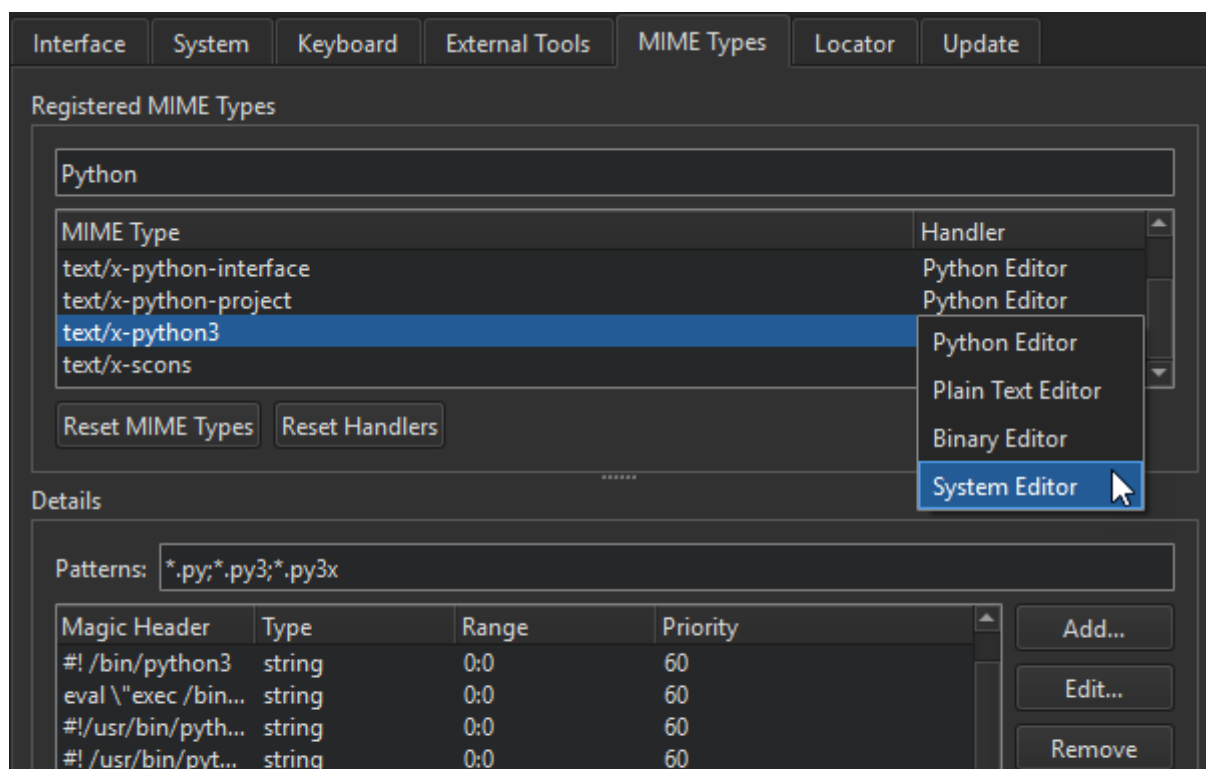 Interface System Keyboard External Tools MIME Types Locator Update
Registered MIME Types
Python
MIME Type Handler
text/x-python-interface Python Editor
text/x-python-project Python Editor
text/x-python3
text/x-scons
Python Editor
Plain Text Editor
Binary Editor
System Editor
Reset MIME Types Reset Handlers
Details
Patterns: *.py;*.py3;*.py3x
Magic Header Type Range Priority
#! /bin/python3 string 0:0 60
eval \"exec /bin... string 0:0 60
#!/usr/bin/pyth... string 0:0 60
#! /usr/bin/pyt... string 0:0 60
Add...
Edit...
Remove